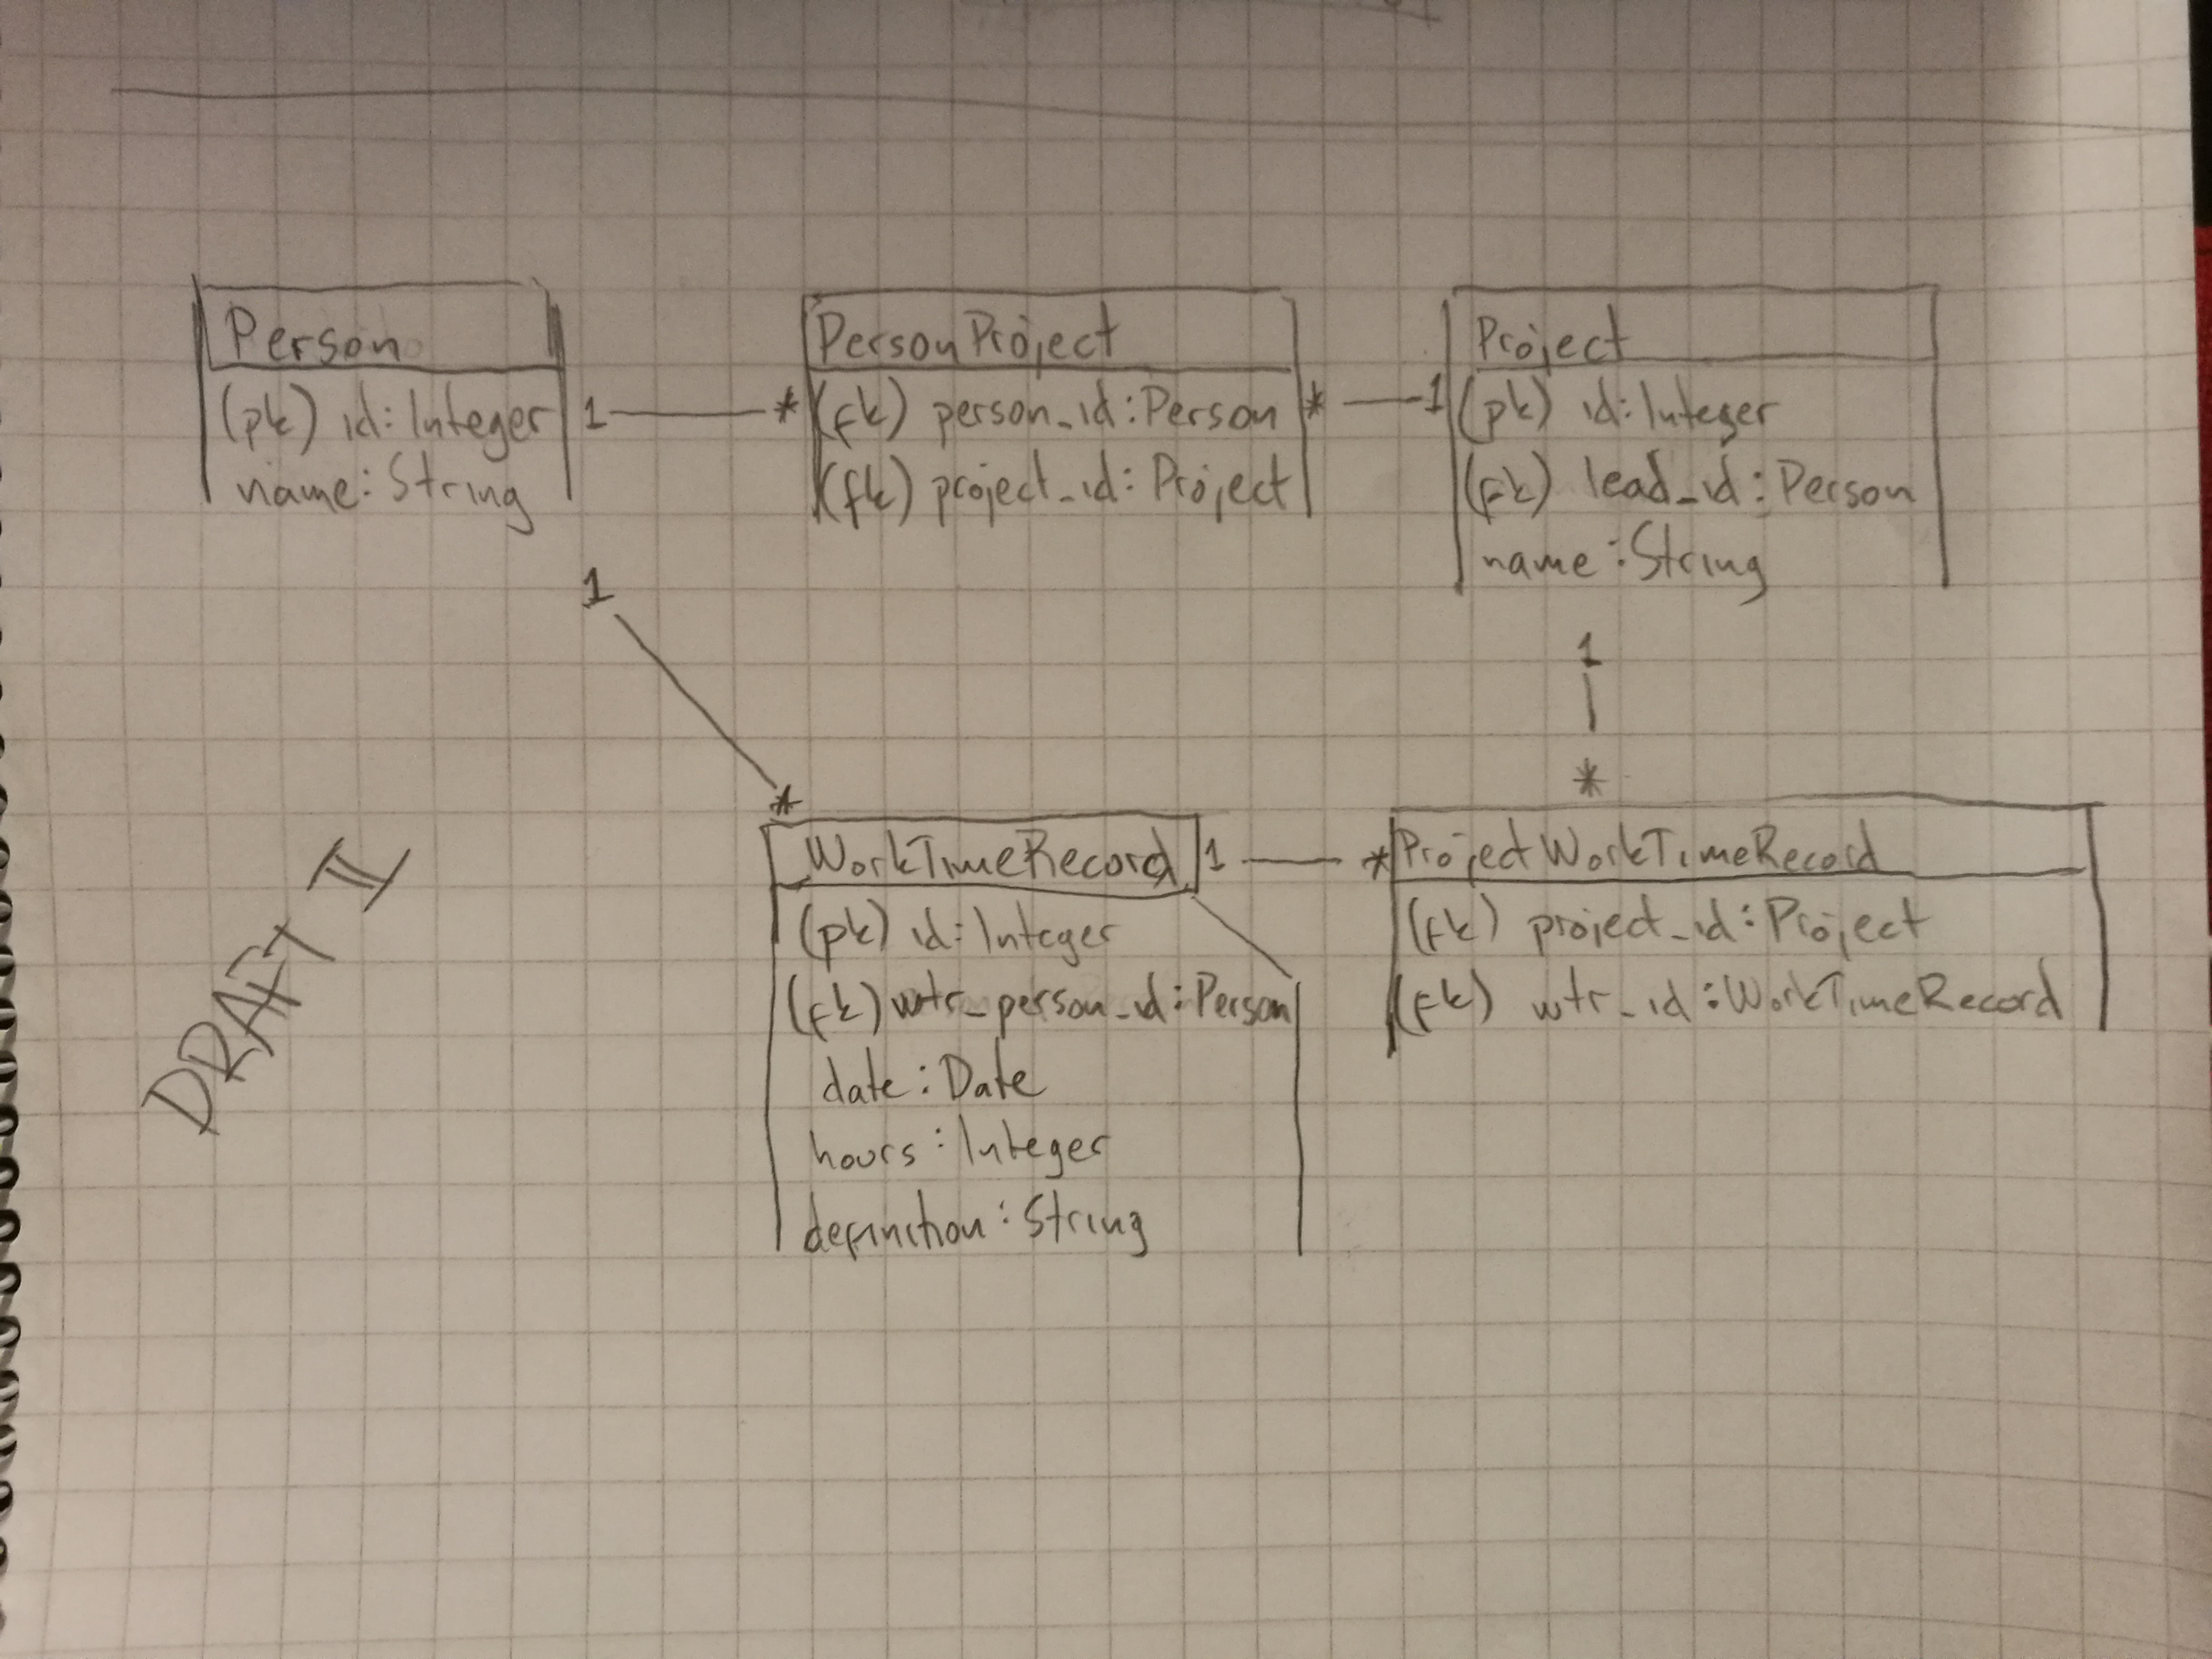 Person
(pk) id: Integer
name: String
1
*
PersonProject
(fk) person_id: Person
(fk) project_id: Project
*
1
Project
(pk) id: Integer
(fk) lead_id: Person
name: String
1
*
1
*
WorkTimeRecord
(pk) id: Integer
(fk) wtr_person_id: Person
date: Date
hours: Integer
definition: String
1
*
ProjectWorkTimeRecord
(fk) project_id: Project
(fk) wtr_id: WorkTimeRecord
DRAFT II